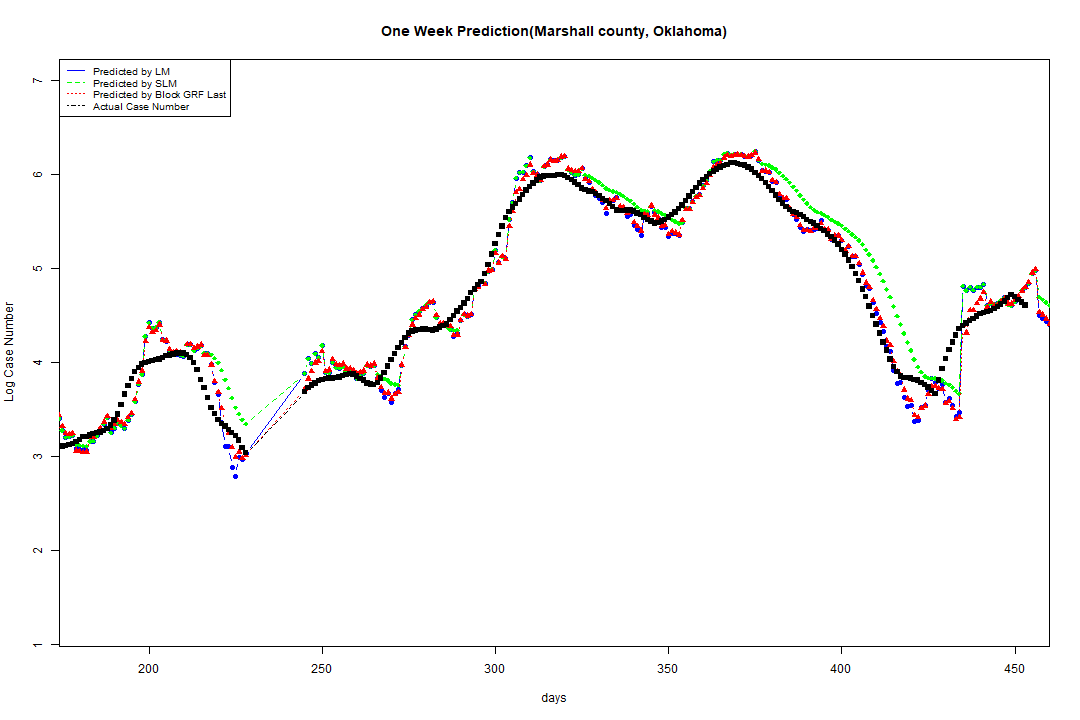 One Week Prediction(Marshall county, Oklahoma)
Predicted by LM
Predicted by SLM
Predicted by Block GRF Last
Actual Case Number
7
6
5
4
3
2
1
Log Case Number
200 250 300 350 400 450
days